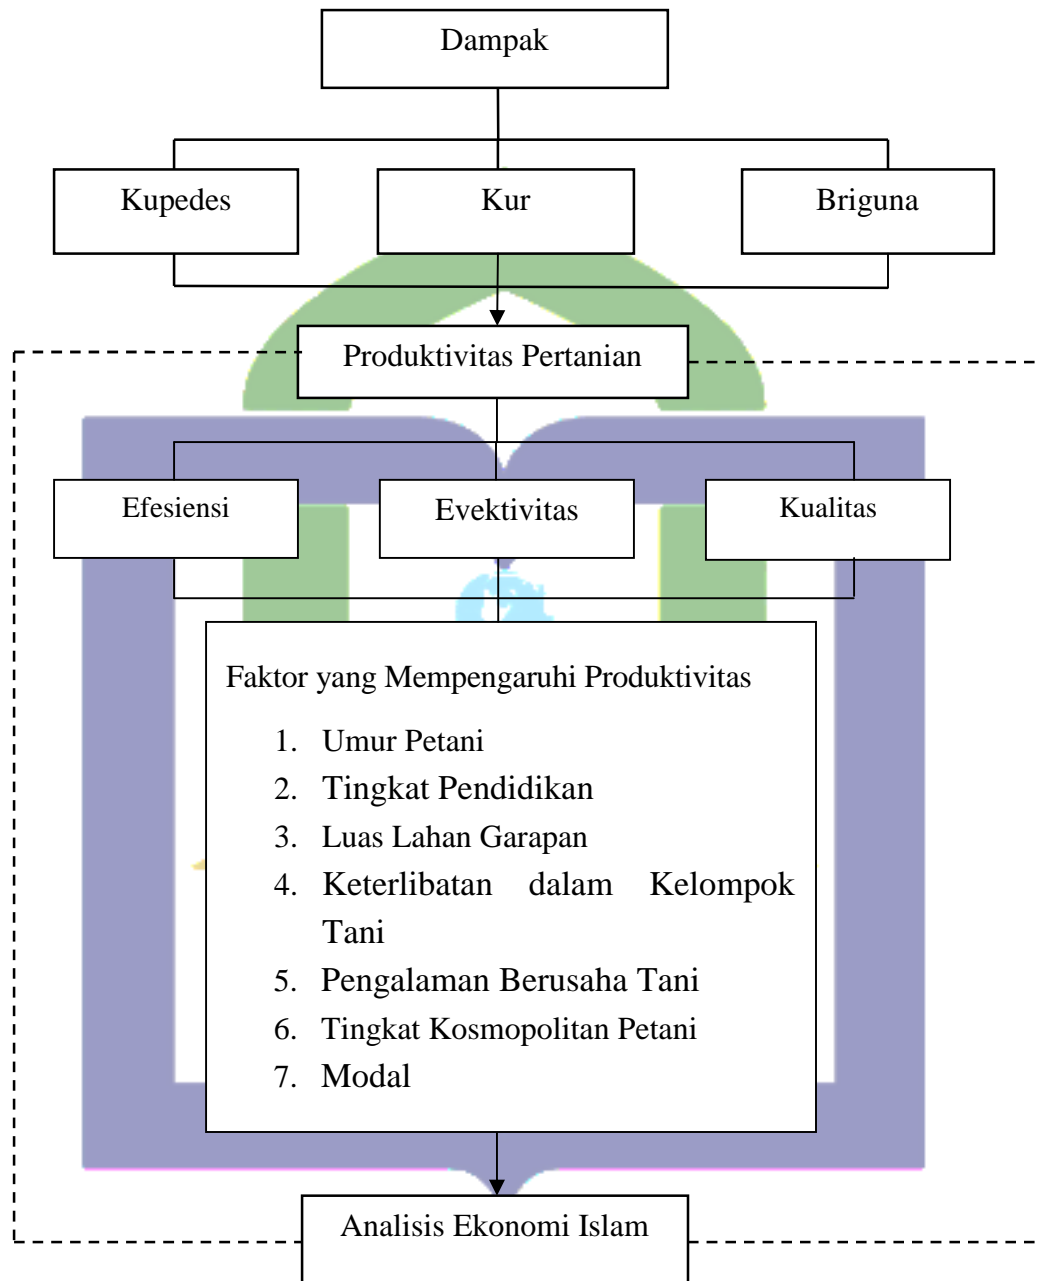 Dampak
Kupedes
Kur
Briguna
Produktivitas Pertanian
Efesiensi
Evektivitas
Kualitas
Faktor yang Mempengaruhi Produktivitas
1. Umur Petani
2. Tingkat Pendidikan
3. Luas Lahan Garapan
4. Keterlibatan dalam Kelompok
Tani
5. Pengalaman Berusaha Tani
6. Tingkat Kosmopolitan Petani
7. Modal
Analisis Ekonomi Islam